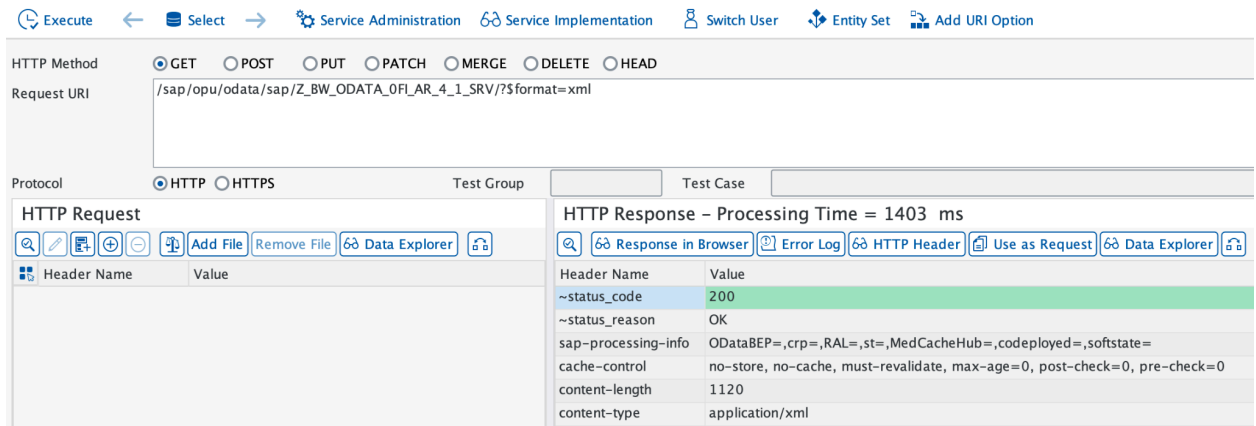 Execute Select Service Administration Service Implementation Switch User Entity Set Add URI Option
HTTP Method GET POST PUT PATCH MERGE DELETE HEAD
Request URI /sap/opu/odata/sap/Z_BW_ODATA_0FI_AR_4_1_SRV/?$format=xml
Protocol HTTP HTTPS Test Group Test Case
HTTP Request
Add File Remove File Data Explorer
Header Name Value
HTTP Response - Processing Time = 1403 ms
Response in Browser Error Log HTTP Header Use as Request Data Explorer
Header Name Value
~status_code 200
~status_reason OK
sap-processing-info ODataBEP=,crp=,RAL=,st=,MedCacheHub=,codeployed=,softstate=
cache-control no-store, no-cache, must-revalidate, max-age=0, post-check=0, pre-check=0
content-length 1120
content-type application/xml